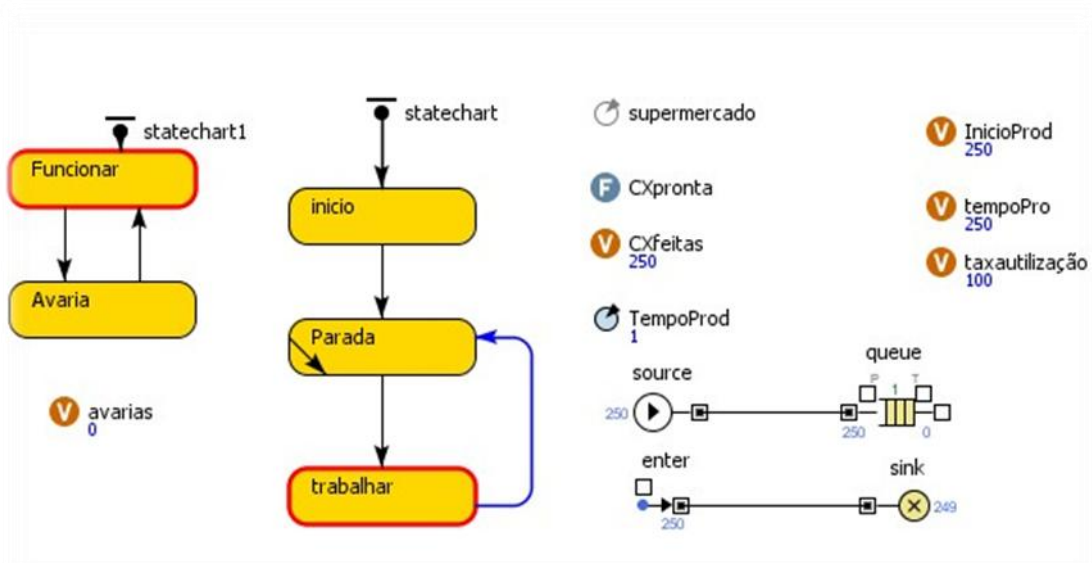 statechart1
Funcionar
Avaria
V avarias
0
statechart
inicio
Parada
trabalhar
supermercado
F CXpronta
V CXfeitas
250
TempoProd
1
V InicioProd
250
V tempoPro
250
V taxautilização
100
source
250
queue
P 1 T
250 0
enter
250
sink
249